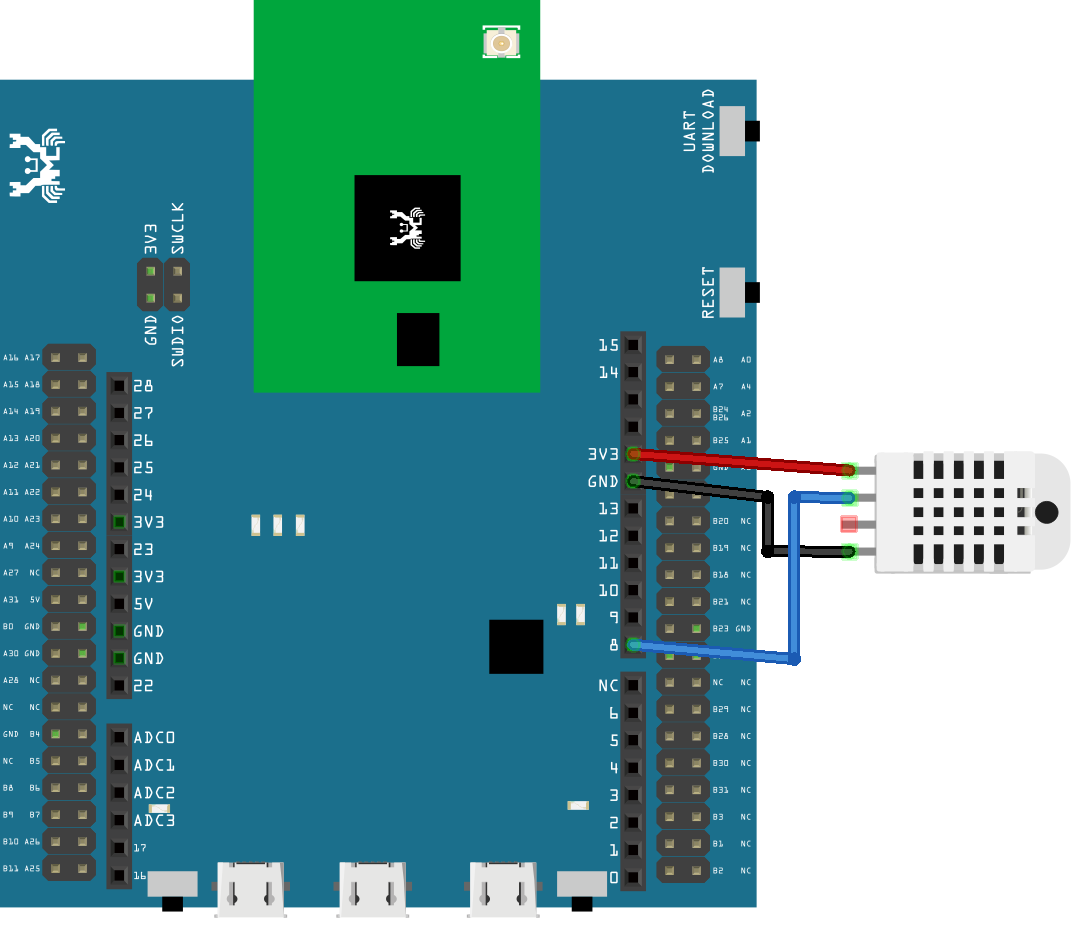 UART
DOWNLOAD
3V3 SWCLK
RESET
GND SWDIO
A16 A17
A15 A18
A14 A19
A13 A20
A12 A21
A11 A22
A10 A23
A9 A24
A27 NC
A31 5V
B0 GND
A30 GND
A28 NC
NC NC
GND B4
NC B5
B8 B6
B9 B7
B10 A26
B11 A25
28
27
26
25
24
3V3
23
3V3
5V
GND
GND
22
ADC0
ADC1
ADC2
ADC3
17
16
15
14
3V3
GND
13
12
11
10
9
8
NC
6
5
4
3
2
1
0
A8 A0
A7 A4
B24
B26 A2
B25 A1
B20 NC
B19 NC
B18 NC
B21 NC
B23 GND
NC NC
B29 NC
B28 NC
B30 NC
B31 NC
B3 NC
B1 NC
B2 NC